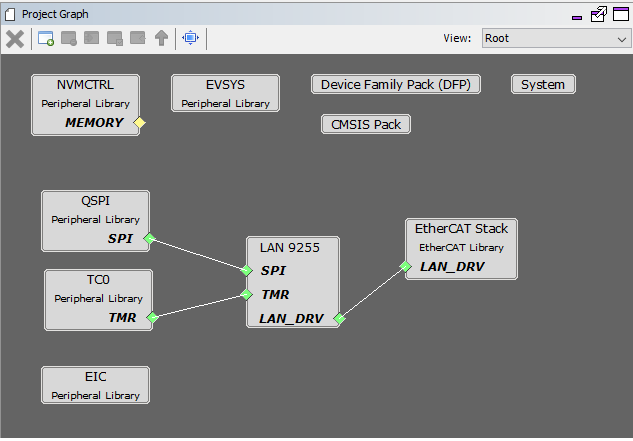 Project Graph
View: Root
NVMCTRL
Peripheral Library
MEMORY
EVSYS
Peripheral Library
Device Family Pack (DFP)
System
CMSIS Pack
QSPI
Peripheral Library
SPI
TC0
Peripheral Library
TMR
LAN 9255
SPI
TMR
LAN_DRV
EtherCAT Stack
EtherCAT Library
LAN_DRV
EIC
Peripheral Library